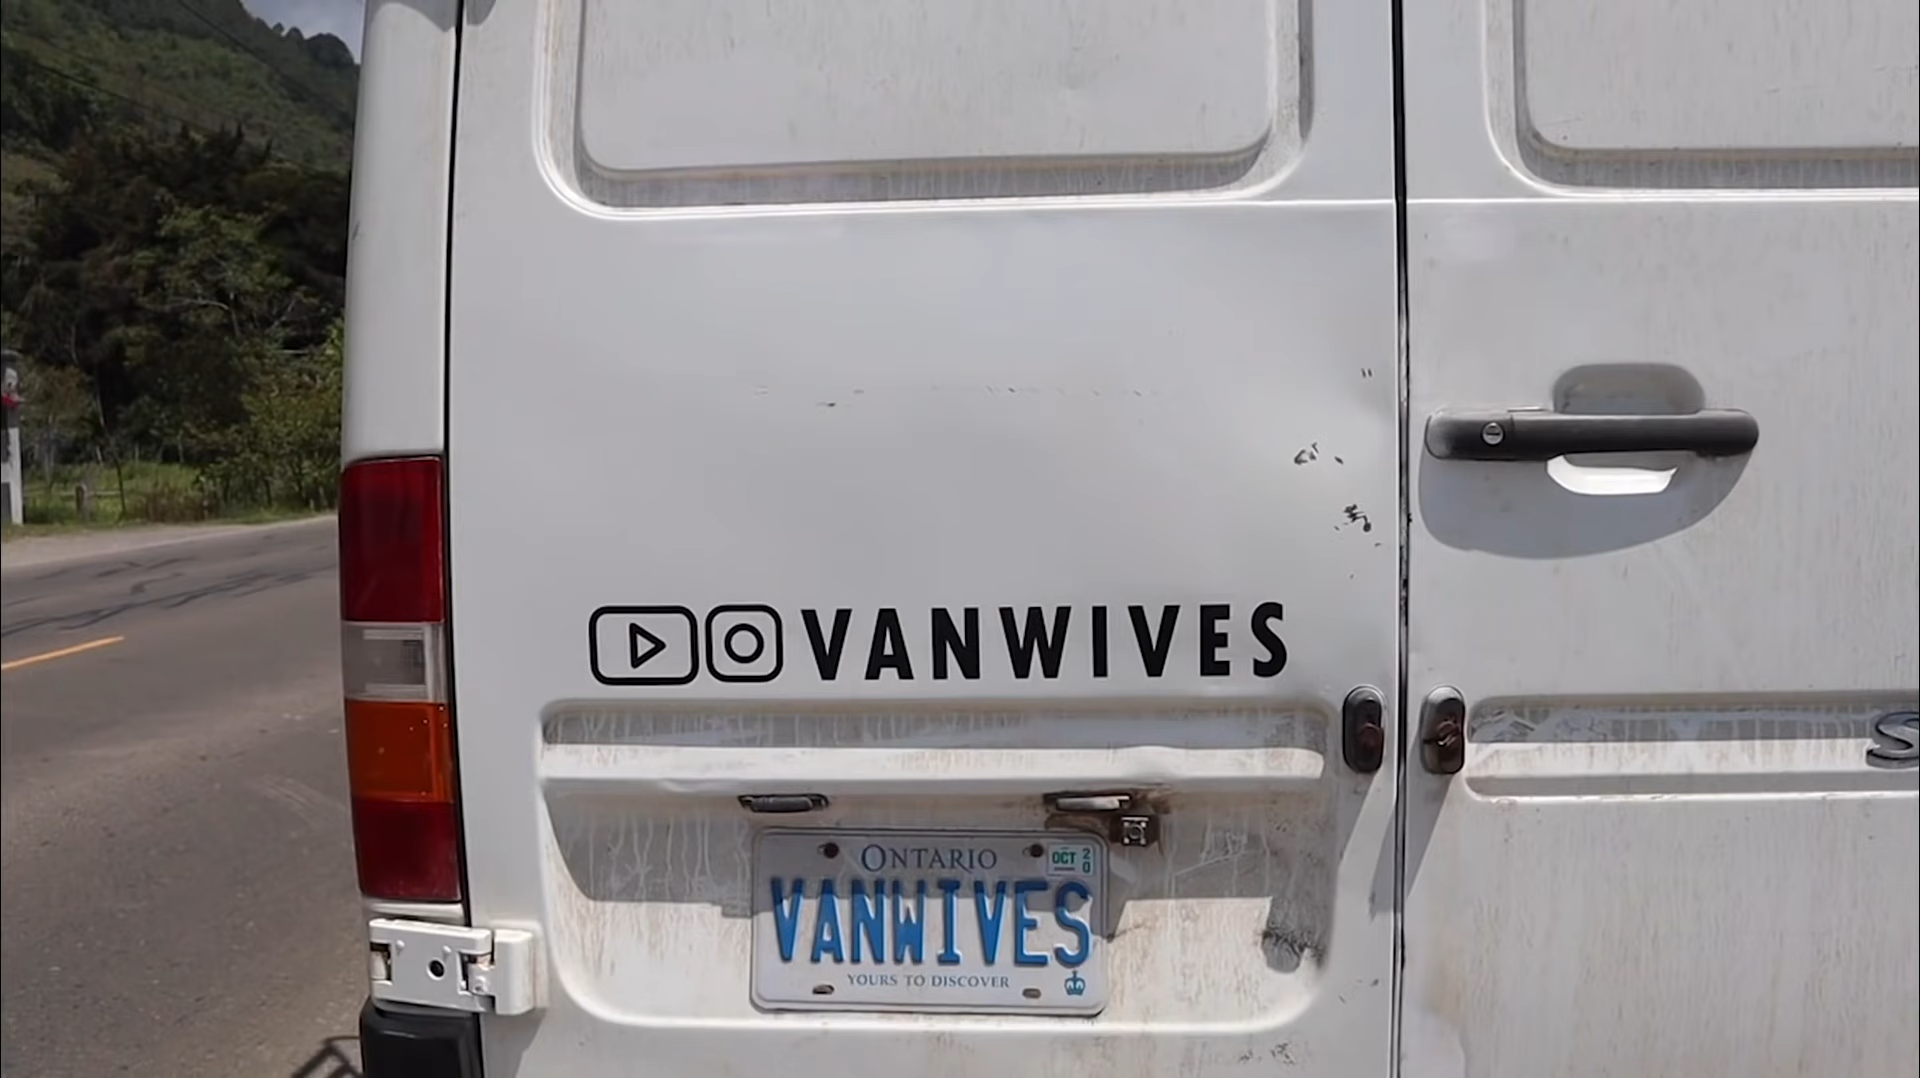 VANWIVES
S
ONTARIO
OCT 20
VANWIVES
YOURS TO DISCOVER